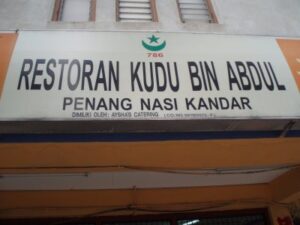 786
RESTORAN KUDU BIN ABDUL
PENANG NASI KANDAR
DIMILIKI OLEH: AYSHAS CATERING